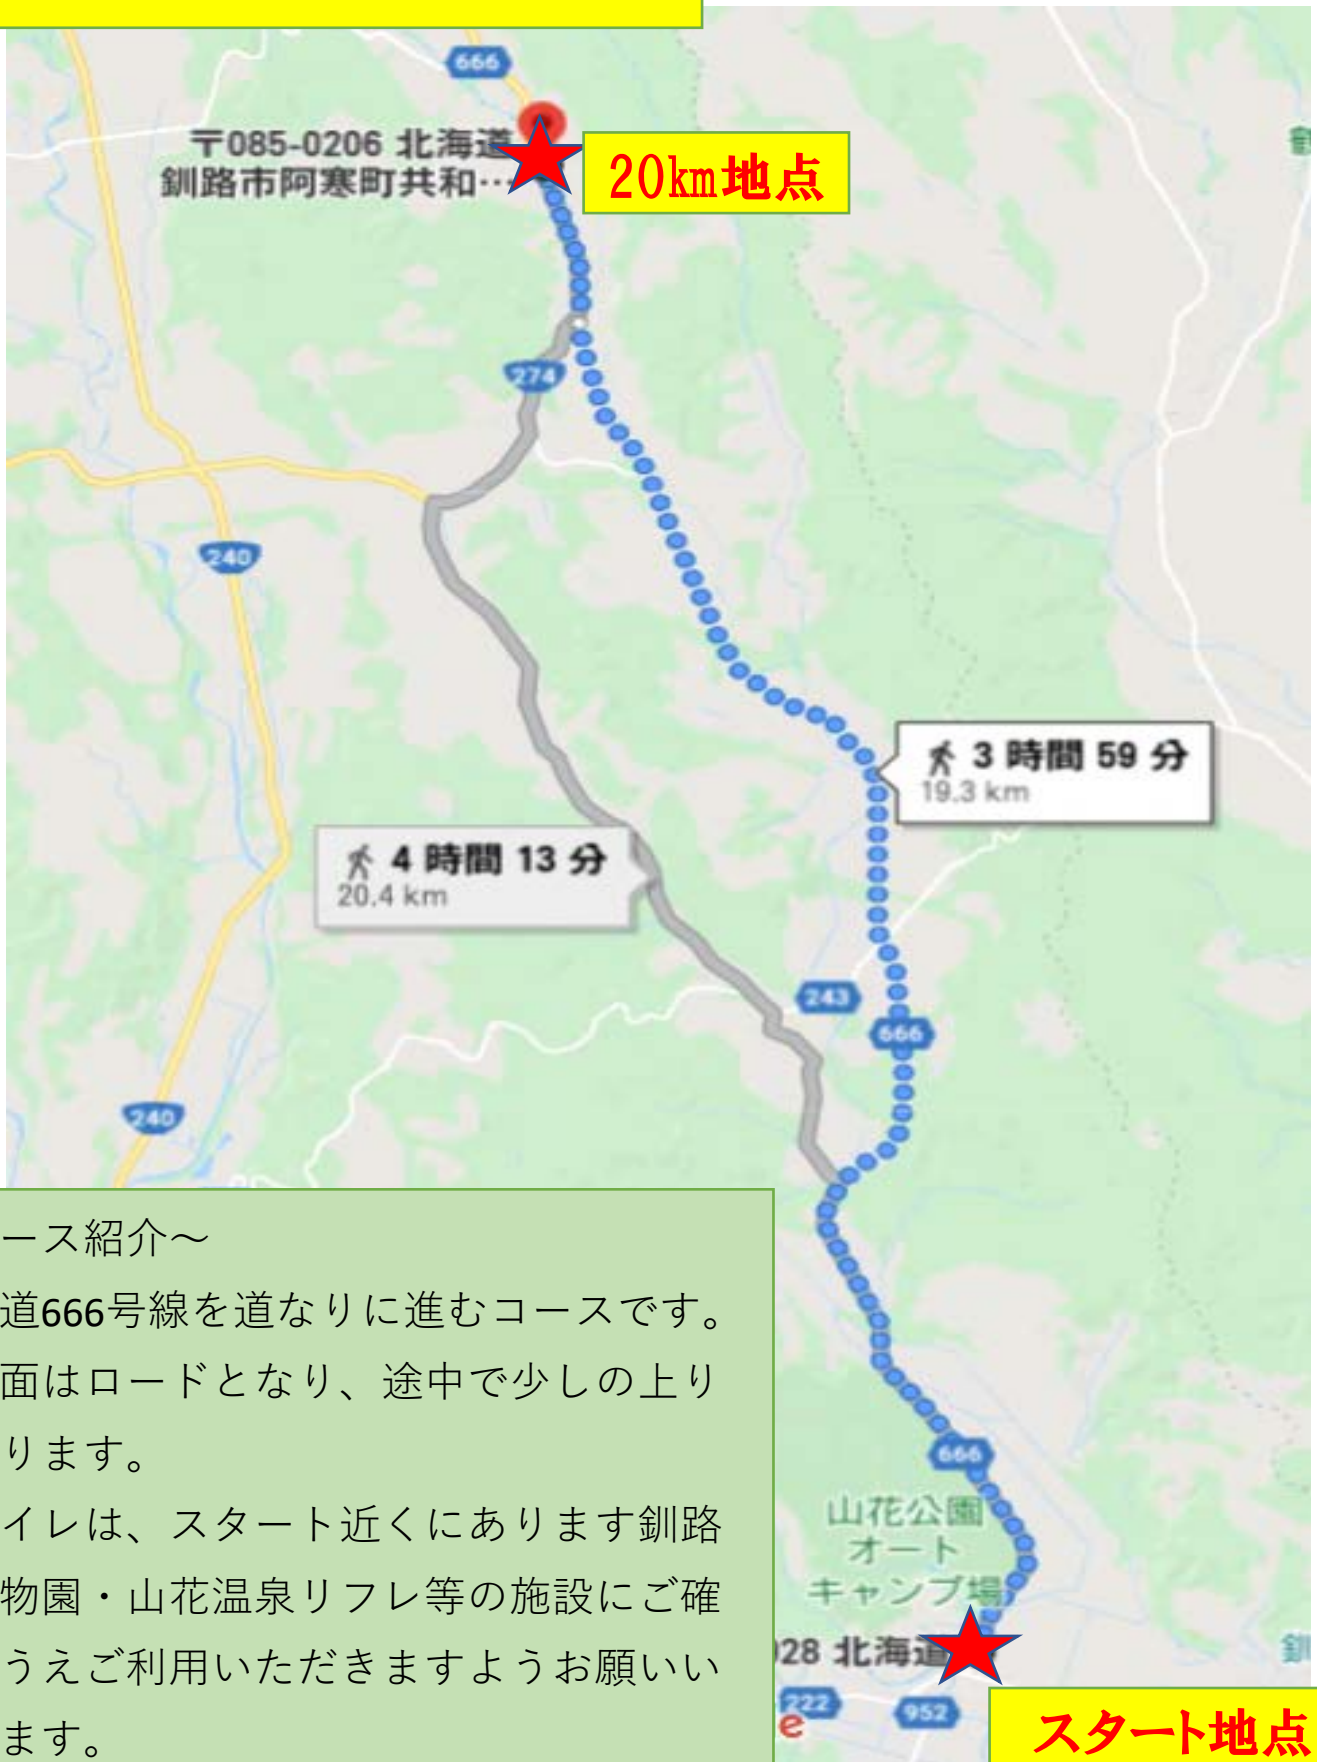 666
〒085-0206 北海道
釧路市阿寒町共和…
20km地点
274
240
3 時間 59 分
19.3 km
4 時間 13 分
20.4 km
243
666
240
ース紹介～
道666号線を道なりに進むコースです。
面はロードとなり、途中で少しの上り
ります。
イレは、スタート近くにあります釧路
物園・山花温泉リフレ等の施設にご確
うえご利用いただきますようお願いい
ます。
666
山花公園
オート
キャンプ場
028 北海道
釧
222
952
e
スタート地点